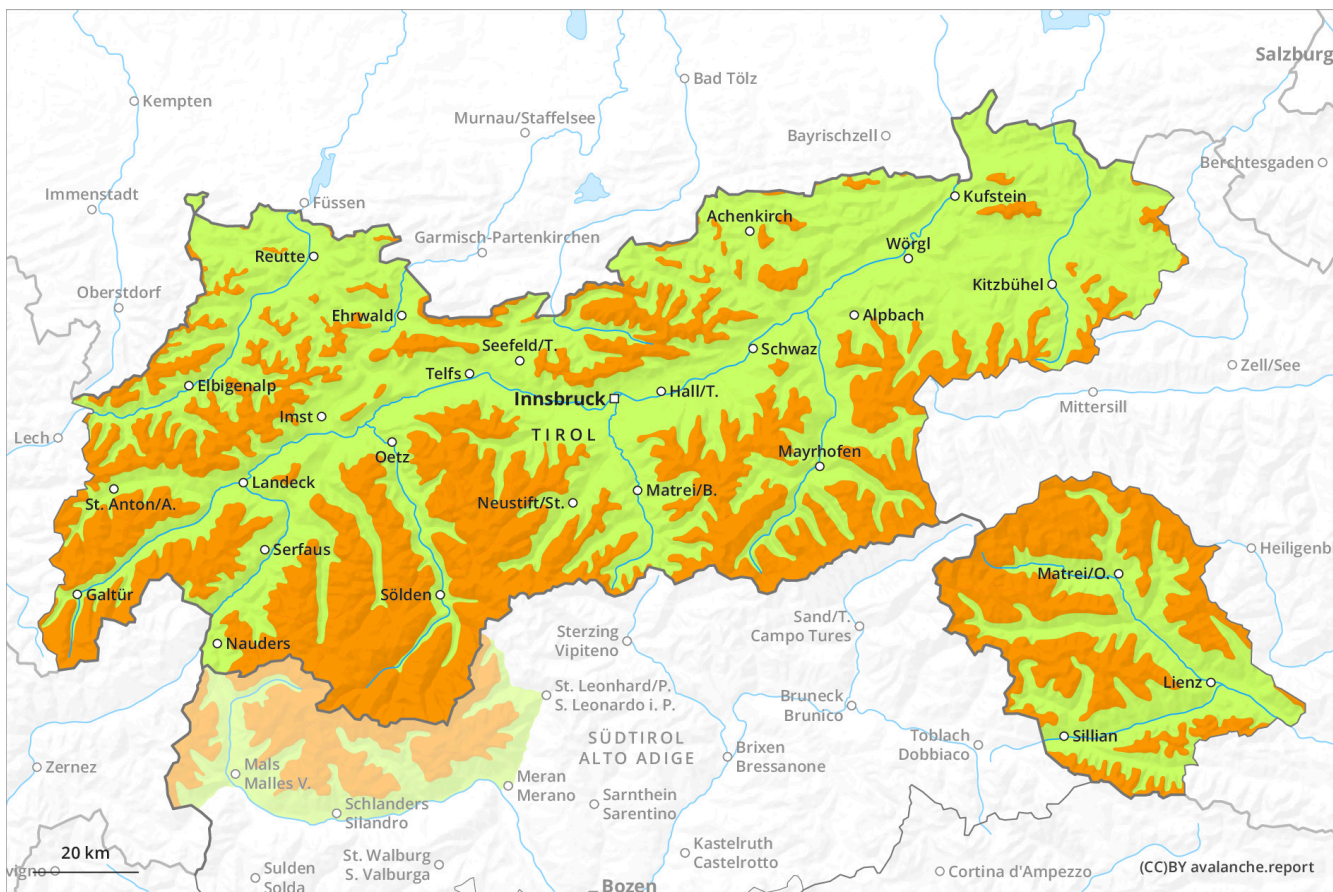 Salzburg
Kempten
Bad Tölz
Murnau/Staffelsee
Bayrischzell
Berchtesgaden
Immenstadt
Füssen
Kufstein
Achenkirch
Garmisch-Partenkirchen
Wörgl
Reutte
Kitzbühel
Oberstdorf
Ehrwald
Alpbach
Seefeld/T.
Schwaz
Zell/See
Telfs
Elbigenalp
Hall/T.
Mittersill
Innsbruck
Imst
Lech
TIROL
Oetz
Mayrhofen
Landeck
St. Anton/A.
Matrei/B.
Neustift/St.
Serfaus
Heiligenb
Matrei/O.
Galtür
Sölden
Sand/T.
Campo Tures
Sterzing
Vipiteno
Nauders
Lienz
St. Leonhard/P.
S. Leonardo i. P.
Bruneck
Brunico
SÜDTIROL
ALTO ADIGE
Toblach
Dobbiaco
Sillian
Brixen
Bressanone
Zernez
Mals
Malles V.
Meran
Merano
Schlanders
Silandro
Sarnthein
Sarentino
20 km
Kastelruth
Castelrotto
St. Walburg
S. Valburga
vigno
Sulden
Solda
Cortina d'Ampezzo
(CC)BY avalanche.report
Bozen